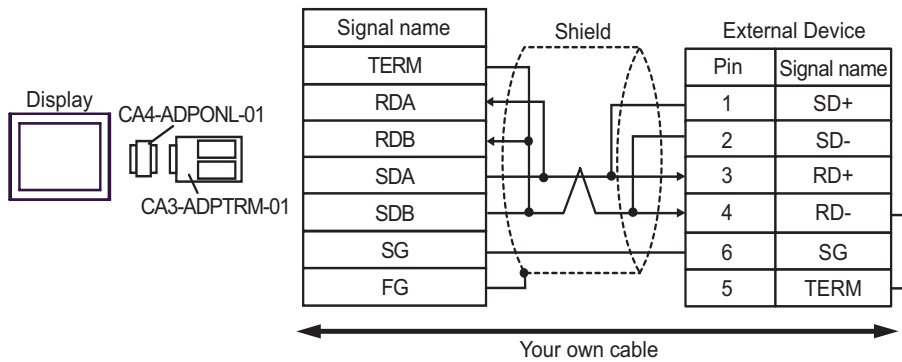 Display
CA4-ADPONL-01
CA3-ADPTRM-01
Signal name
TERM
RDA
RDB
SDA
SDB
SG
FG
Shield
External Device
Pin Signal name
1 SD+
2 SD-
3 RD+
4 RD-
6 SG
5 TERM
Your own cable